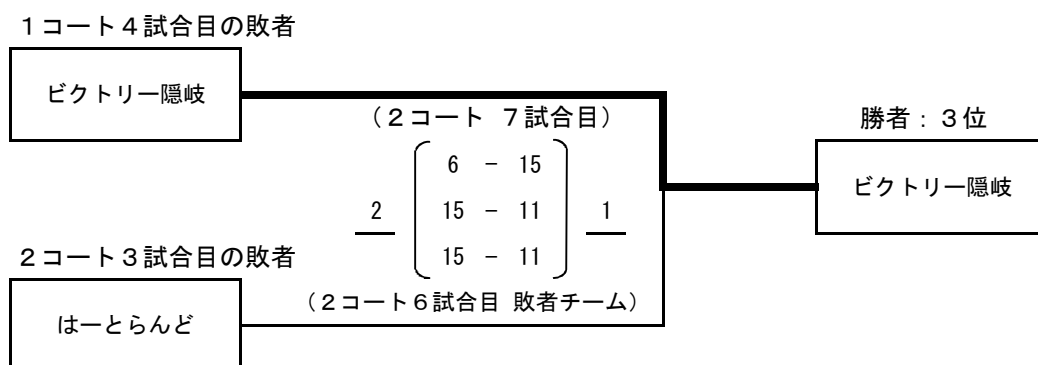 １コート４試合目の敗者
ビクトリー隠岐
（２コート ７試合目）
勝者：３位
ビクトリー隠岐
6 － 15
2 15 － 11 1
15 － 11
２コート３試合目の敗者
（２コート６試合目 敗者チーム）
はーとらんど